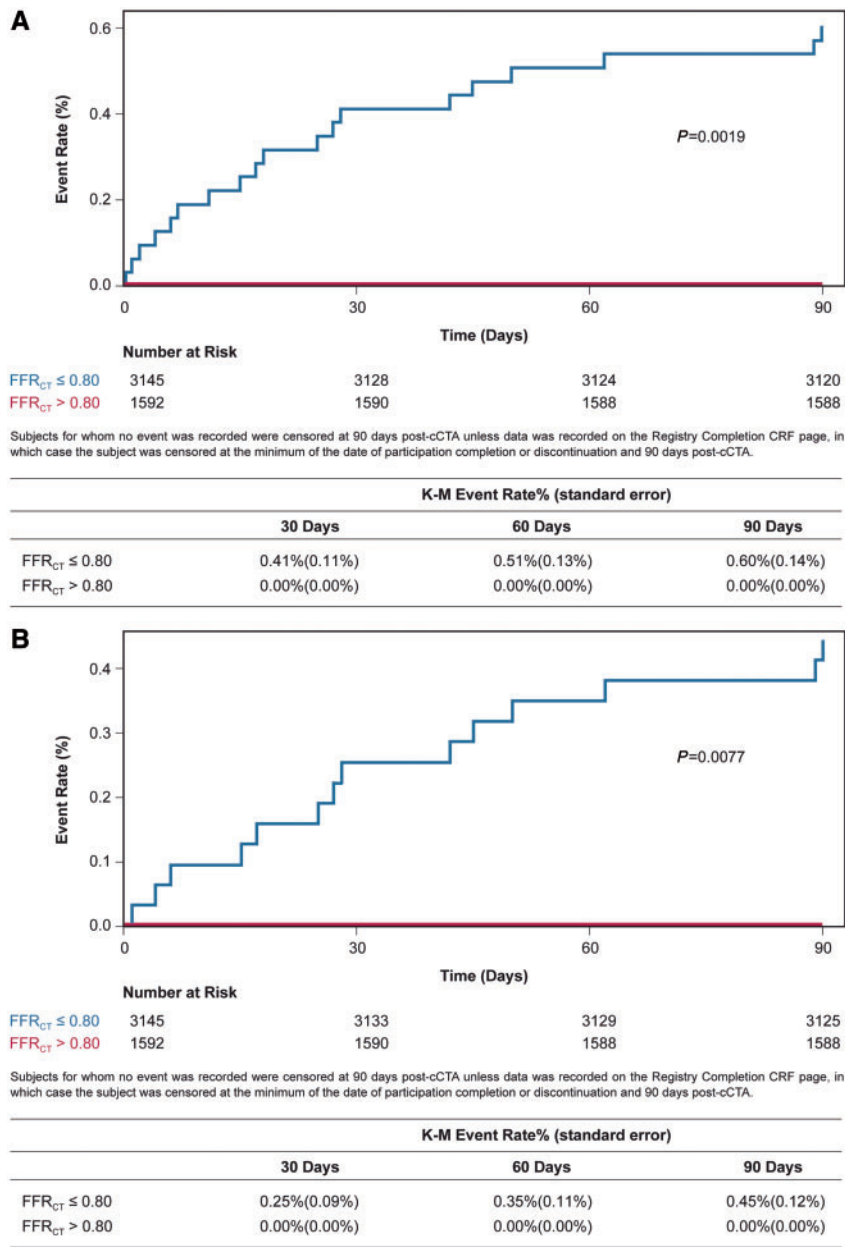 A
0.6
0.4
0.2
0.0
Event Rate (%)
P=0.0019
0 30 60 90
Time (Days)
Number at Risk
FFRCT ≤ 0.80 3145 3128 3124 3120
FFRCT > 0.80 1592 1590 1588 1588
Subjects for whom no event was recorded were censored at 90 days post-cCTA unless data was recorded on the Registry Completion CRF page, in
which case the subject was censored at the minimum of the date of participation completion or discontinuation and 90 days post-cCTA.
K-M Event Rate% (standard error)
30 Days 60 Days 90 Days
FFRCT ≤ 0.80 0.41%(0.11%) 0.51%(0.13%) 0.60%(0.14%)
FFRCT > 0.80 0.00%(0.00%) 0.00%(0.00%) 0.00%(0.00%)
B
0.4
0.3
0.2
0.1
0.0
Event Rate (%)
P=0.0077
0 30 60 90
Time (Days)
Number at Risk
FFRCT ≤ 0.80 3145 3133 3129 3125
FFRCT > 0.80 1592 1590 1588 1588
Subjects for whom no event was recorded were censored at 90 days post-cCTA unless data was recorded on the Registry Completion CRF page, in
which case the subject was censored at the minimum of the date of participation completion or discontinuation and 90 days post-cCTA.
K-M Event Rate% (standard error)
30 Days 60 Days 90 Days
FFRCT ≤ 0.80 0.25%(0.09%) 0.35%(0.11%) 0.45%(0.12%)
FFRCT > 0.80 0.00%(0.00%) 0.00%(0.00%) 0.00%(0.00%)